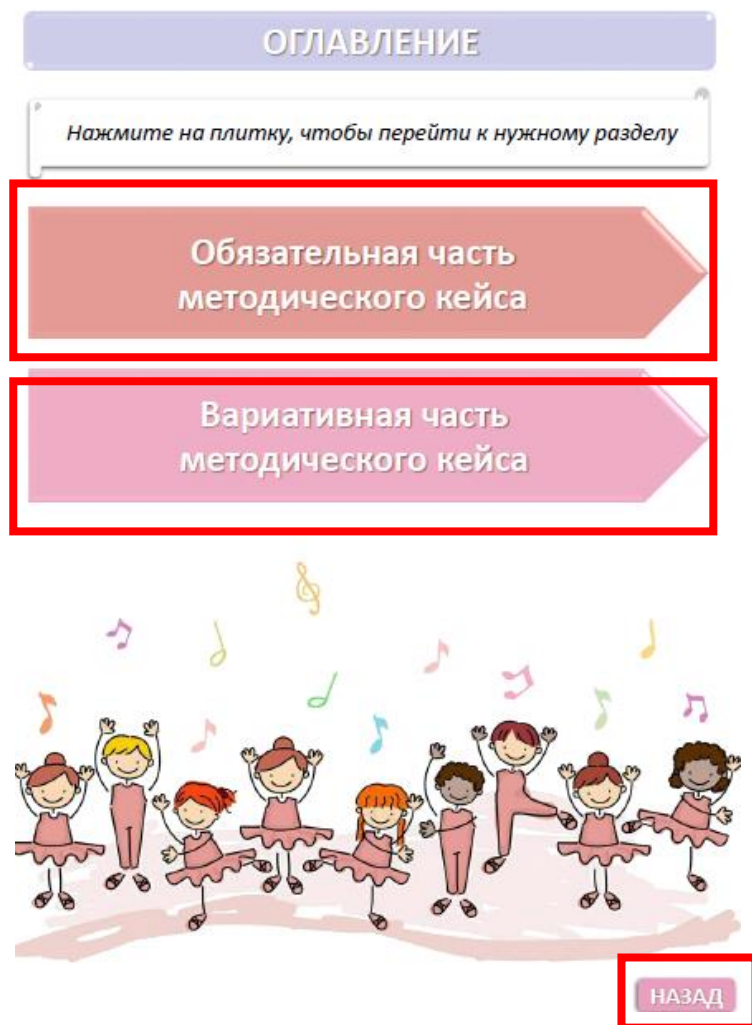 ОГЛАВЛЕНИЕ
Нажмите на плитку, чтобы перейти к нужному разделу
Обязательная часть
методического кейса
Вариативная часть
методического кейса
НАЗАД